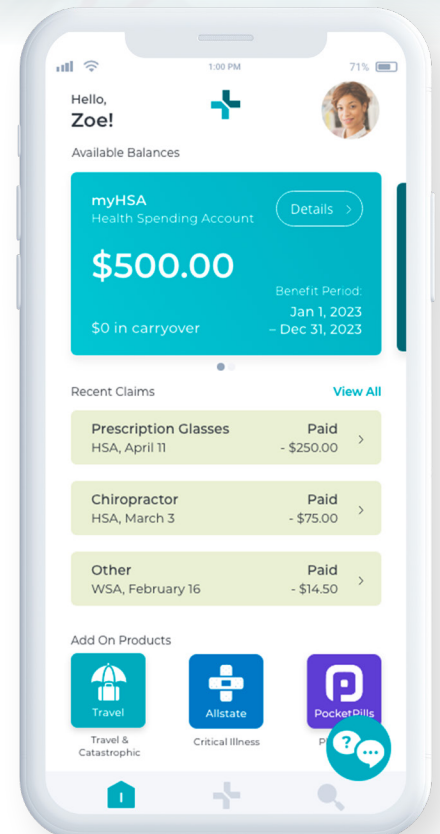 1:00 PM
71%
Hello,
Zoe!
Available Balances
myHSA
Health Spending Account
Details >
$500.00
Benefit Period:
Jan 1, 2023
– Dec 31, 2023
$0 in carryover
Recent Claims
View All
Prescription Glasses
Paid
HSA, April 11
- $250.00
Chiropractor
Paid
HSA, March 3
- $75.00
Other
Paid
WSA, February 16
- $14.50
Add On Products
Travel
Allstate
PocketPills
Travel &
Catastrophic
Critical Illness
?